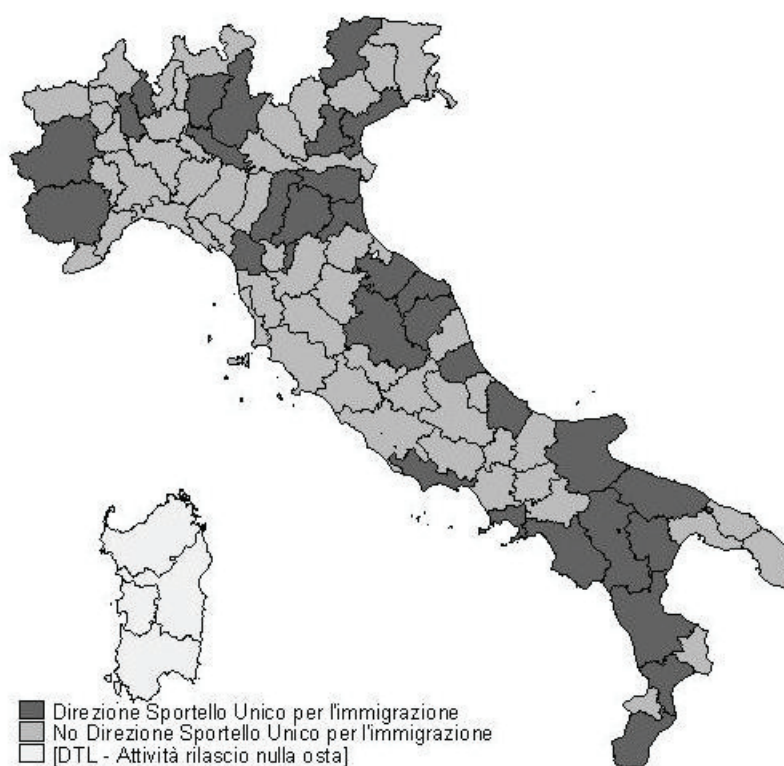 Direzione Sportello Unico per l'immigrazione
No Direzione Sportello Unico per l'immigrazione
[DTL - Attività rilascio nulla osta]